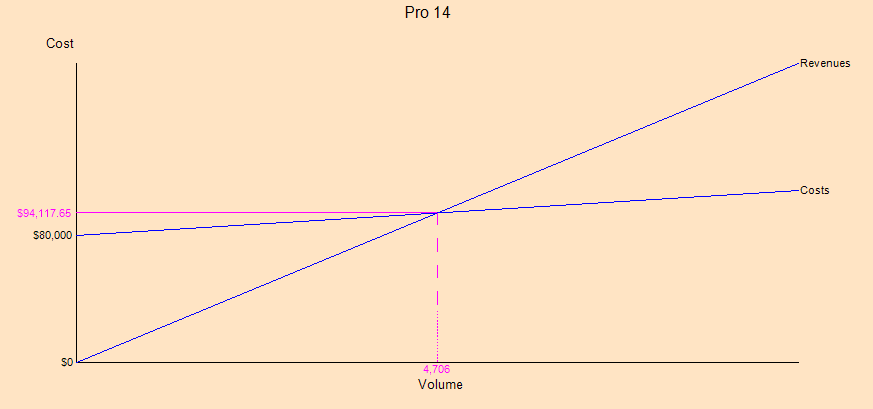 Pro 14
Cost
Revenues
Costs
$94,117.65
$80,000
$0
4,706
Volume